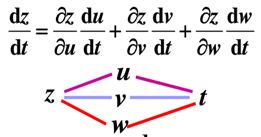 dz/dt = ∂z/∂u du/dt + ∂z/∂v dv/dt + ∂z/∂w dw/dt
u
z v t
w